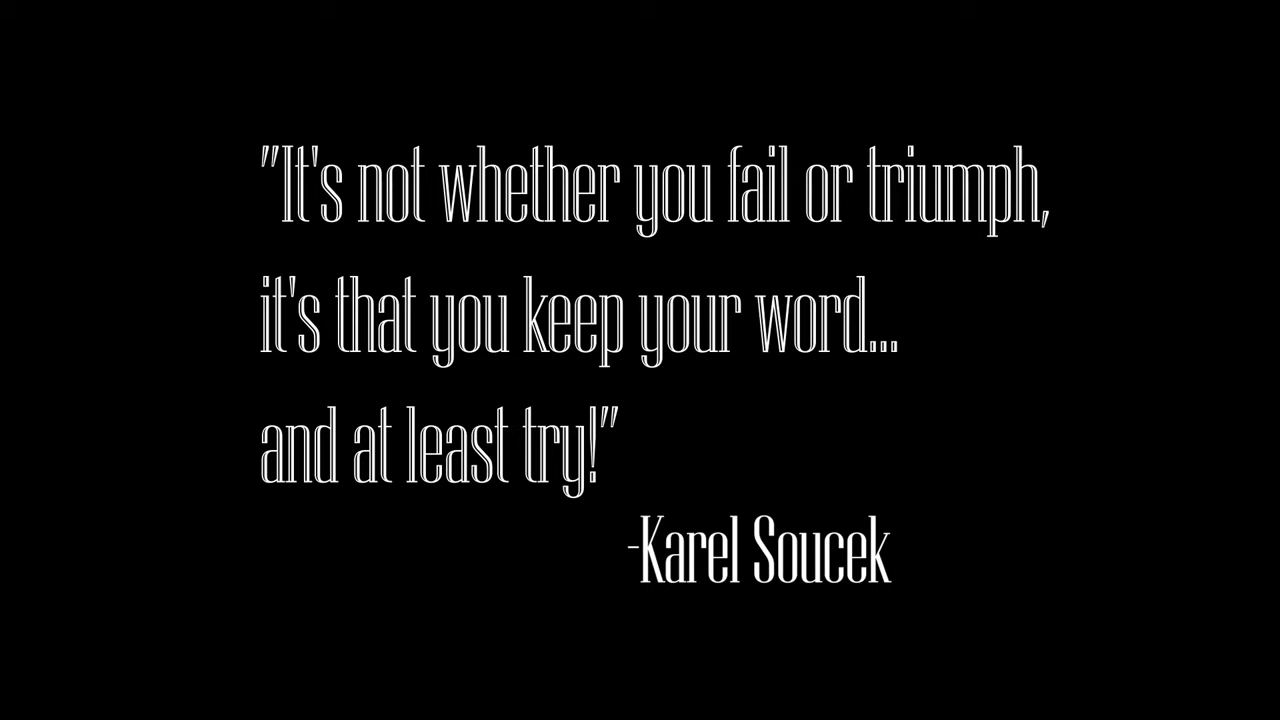 "It's not whether you fail or triumph,
it's that you keep your word...
and at least try!"
-Karel Soucek